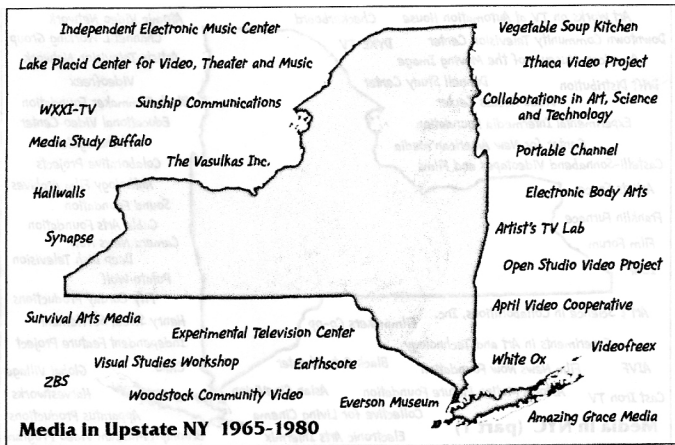 Independent Electronic Music Center
Vegetable Soup Kitchen
Lake Placid Center for Video, Theater and Music
Ithaca Video Project
WXXI-TV
Sunship Communications
Collaborations in Art, Science
and Technology
Media Study Buffalo
Portable Channel
The Vasulkas Inc.
Hallwalls
Electronic Body Arts
Synapse
Artist's TV Lab
Open Studio Video Project
April Video Cooperative
Survival Arts Media
Experimental Television Center
Videofreex
Visual Studies Workshop
Earthscore
White Ox
ZBS
Woodstock Community Video
Everson Museum
Amazing Grace Media
Media in Upstate NY 1965-1980